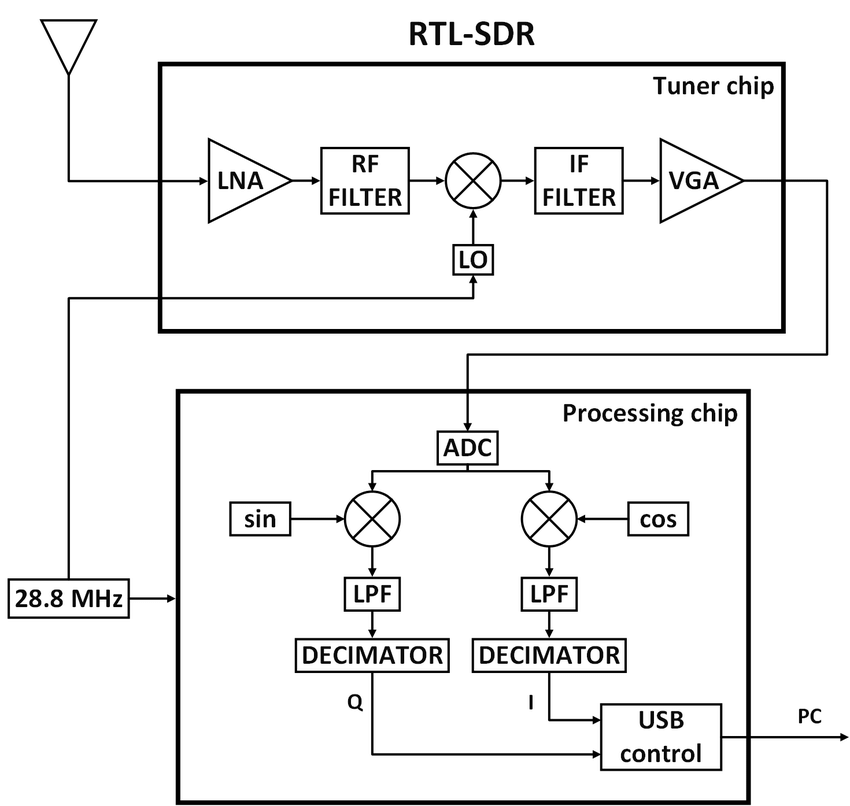 RTL-SDR
Tuner chip
LNA
RF
FILTER
IF
FILTER
VGA
LO
Processing chip
ADC
sin
cos
28.8 MHz
LPF
LPF
DECIMATOR
DECIMATOR
Q
I
USB
control
PC